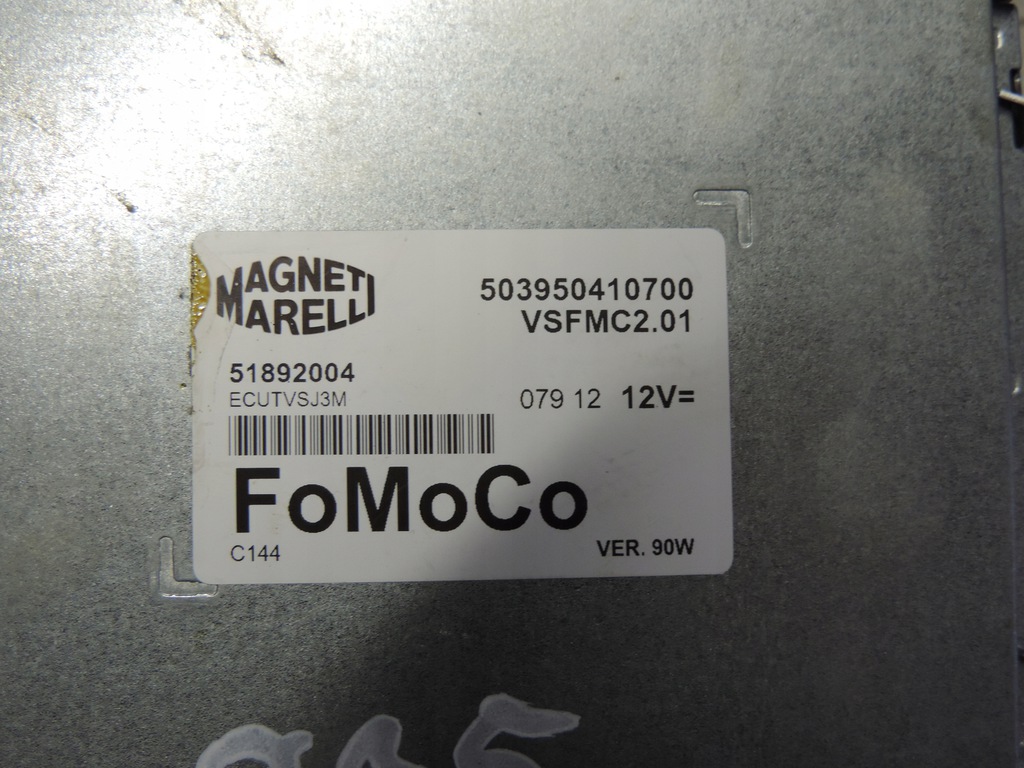 MAGNETI
MARELLI
503950410700
VSFMC2.01
51892004
ECUTVSJ3M
079 12 12V=
FoMoCo
C144
VER. 90W